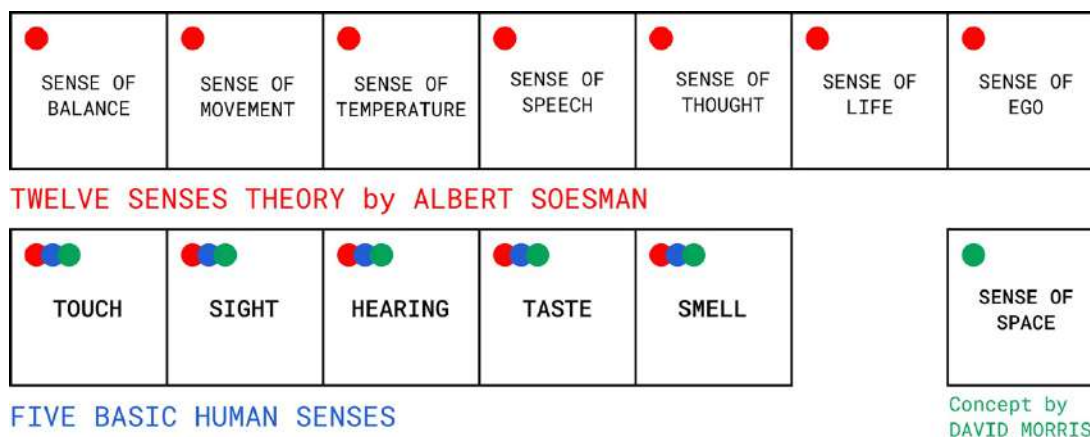 SENSE OF
BALANCE
SENSE OF
MOVEMENT
SENSE OF
TEMPERATURE
SENSE OF
SPEECH
SENSE OF
THOUGHT
SENSE OF
LIFE
SENSE OF
EGO
TWELVE SENSES THEORY by ALBERT SOESMAN
TOUCH
SIGHT
HEARING
TASTE
SMELL
SENSE OF
SPACE
FIVE BASIC HUMAN SENSES
Concept by
DAVID MORRIS